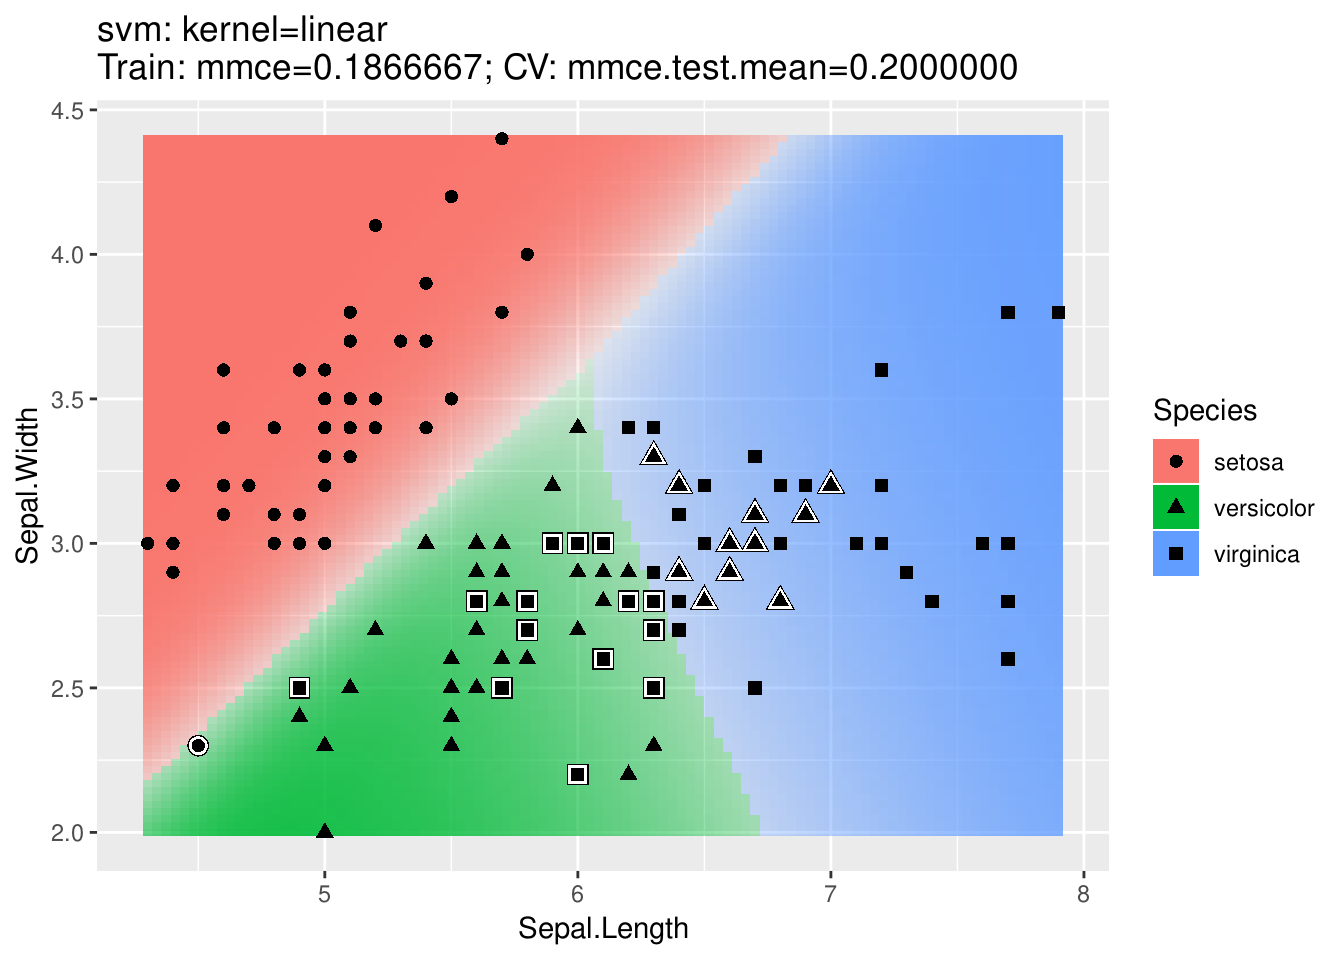 svm: kernel=linear
Train: mmce=0.1866667; CV: mmce.test.mean=0.2000000
4.5
4.0
3.5
3.0
2.5
2.0
Sepal.Width
5 6 7 8
Sepal.Length
Species
setosa
versicolor
virginica